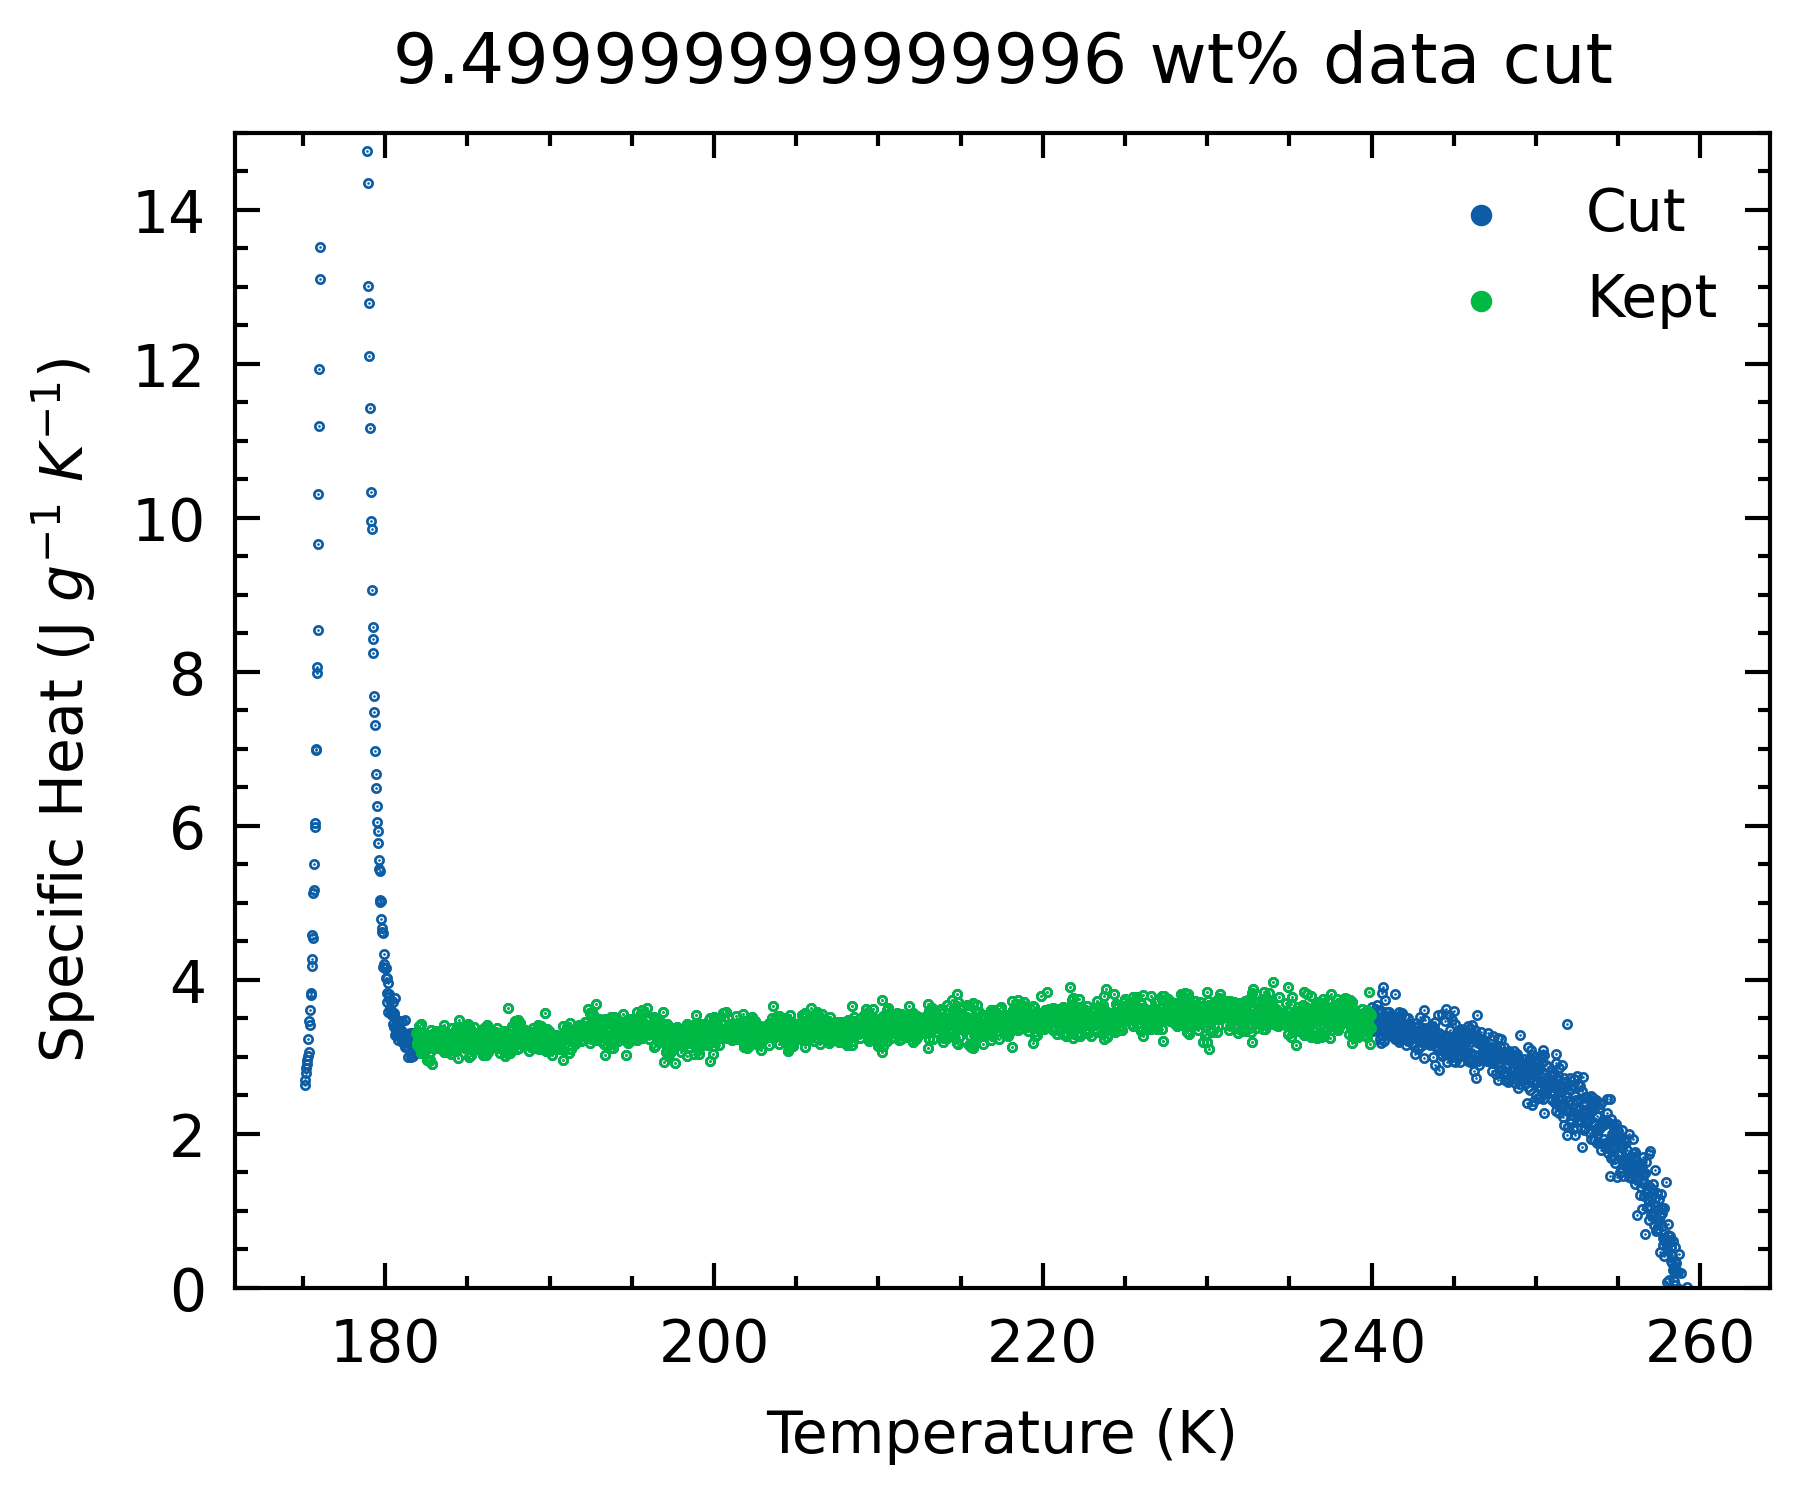 9.499999999999996 wt% data cut
Cut
Kept
Specific Heat (J g⁻¹ K⁻¹)
14
12
10
8
6
4
2
0
180 200 220 240 260
Temperature (K)